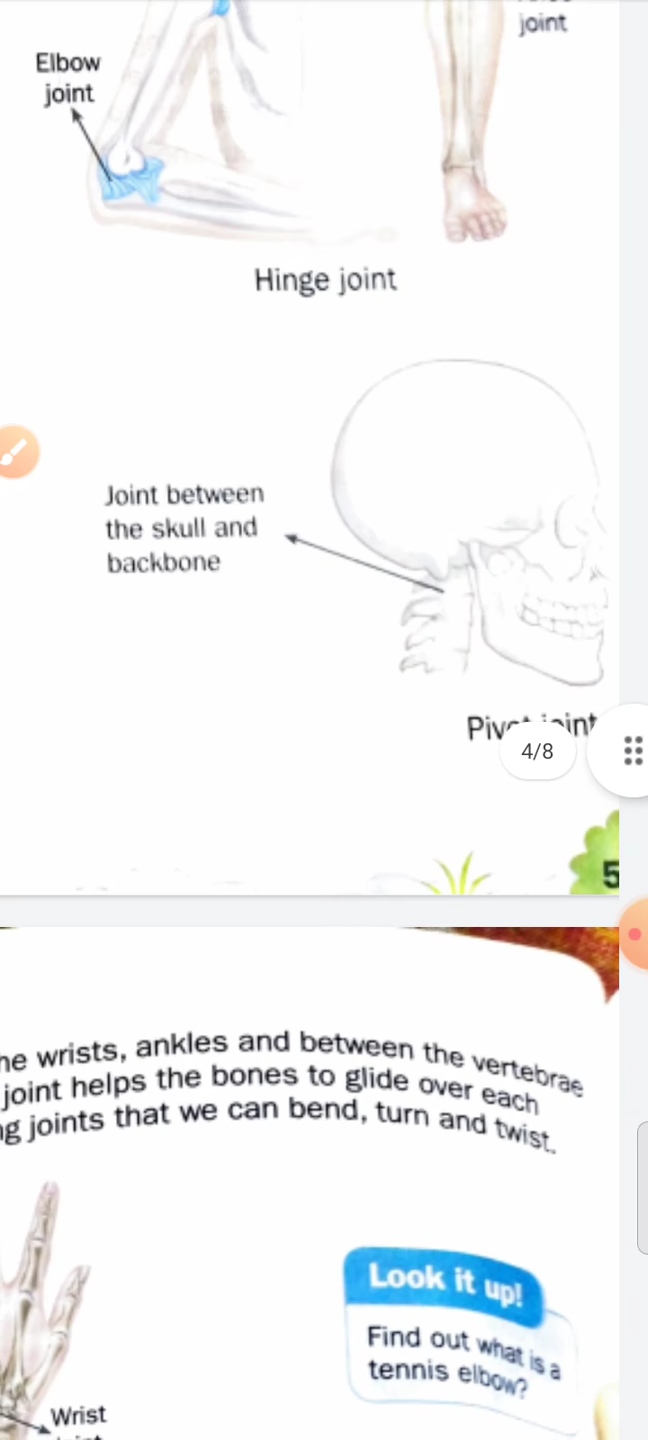 joint
Elbow
joint
Hinge joint
Joint between
the skull and
backbone
4/8
5
he wrists, ankles and between the vertebrae
joint helps the bones to glide over each
g joints that we can bend, turn and twist.
Look it up!
Find out what is a
tennis elbow?
Wrist